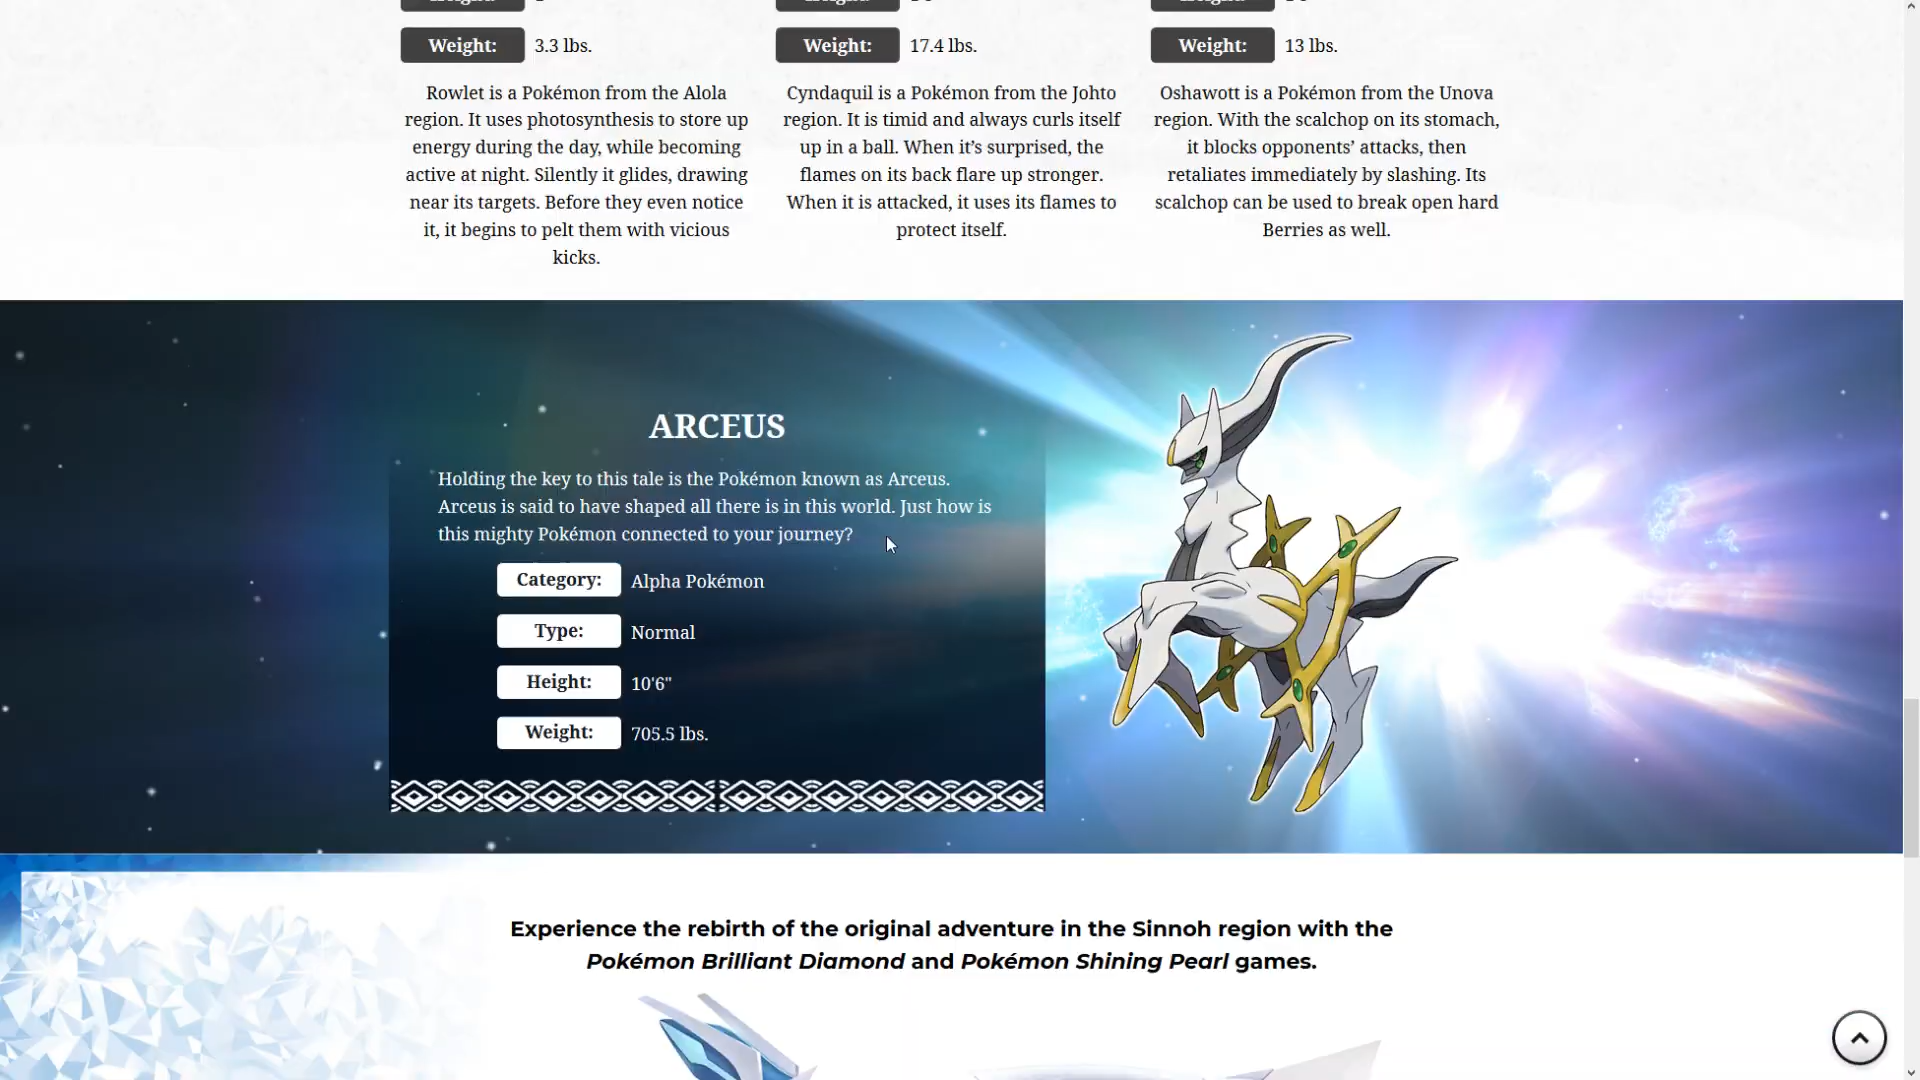 Weight: 3.3 lbs.
Weight: 17.4 lbs.
Weight: 13 lbs.
Rowlet is a Pokémon from the Alola
region. It uses photosynthesis to store up
energy during the day, while becoming
active at night. Silently it glides, drawing
near its targets. Before they even notice
it, it begins to pelt them with vicious
kicks.
Cyndaquil is a Pokémon from the Johto
region. It is timid and always curls itself
up in a ball. When it’s surprised, the
flames on its back flare up stronger.
When it is attacked, it uses its flames to
protect itself.
Oshawott is a Pokémon from the Unova
region. With the scalchop on its stomach,
it blocks opponents’ attacks, then
retaliates immediately by slashing. Its
scalchop can be used to break open hard
Berries as well.
ARCEUS
Holding the key to this tale is the Pokémon known as Arceus.
Arceus is said to have shaped all there is in this world. Just how is
this mighty Pokémon connected to your journey?
Category: Alpha Pokémon
Type: Normal
Height: 10'6"
Weight: 705.5 lbs.
Experience the rebirth of the original adventure in the Sinnoh region with the
Pokémon Brilliant Diamond and Pokémon Shining Pearl games.